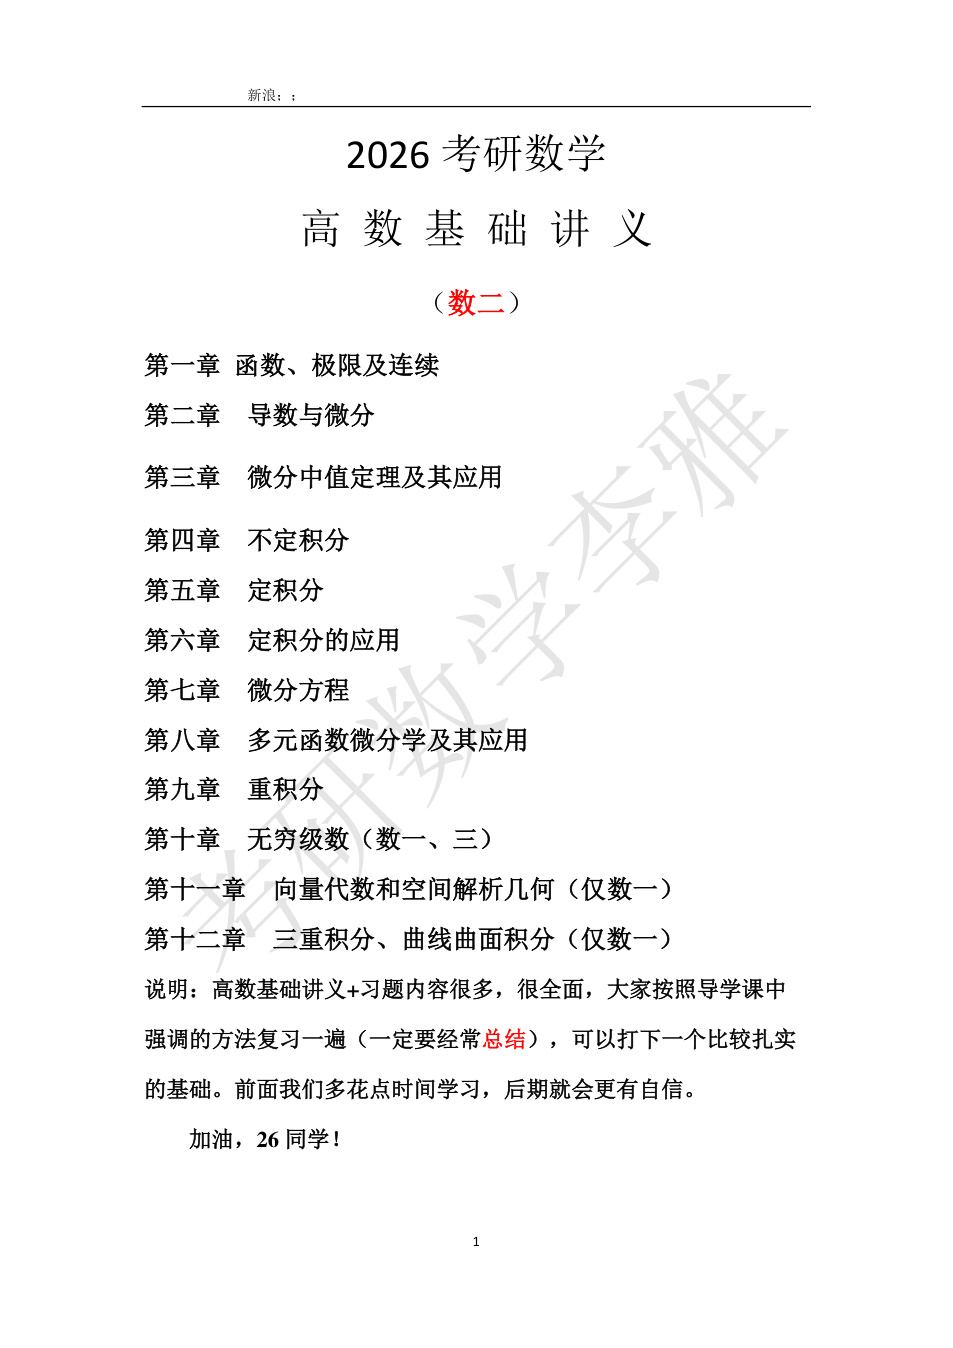 新浪；；
2026 考研数学
高 数 基 础 讲 义
（数二）
第一章 函数、极限及连续
第二章 导数与微分
第三章 微分中值定理及其应用
第四章 不定积分
第五章 定积分
第六章 定积分的应用
第七章 微分方程
第八章 多元函数微分学及其应用
第九章 重积分
第十章 无穷级数（数一、三）
第十一章 向量代数和空间解析几何（仅数一）
第十二章 三重积分、曲线曲面积分（仅数一）
说明：高数基础讲义+习题内容很多，很全面，大家按照导学课中
强调的方法复习一遍（一定要经常总结），可以打下一个比较扎实
的基础。前面我们多花点时间学习，后期就会更有自信。
加油，26 同学！
考研数学李雅
1